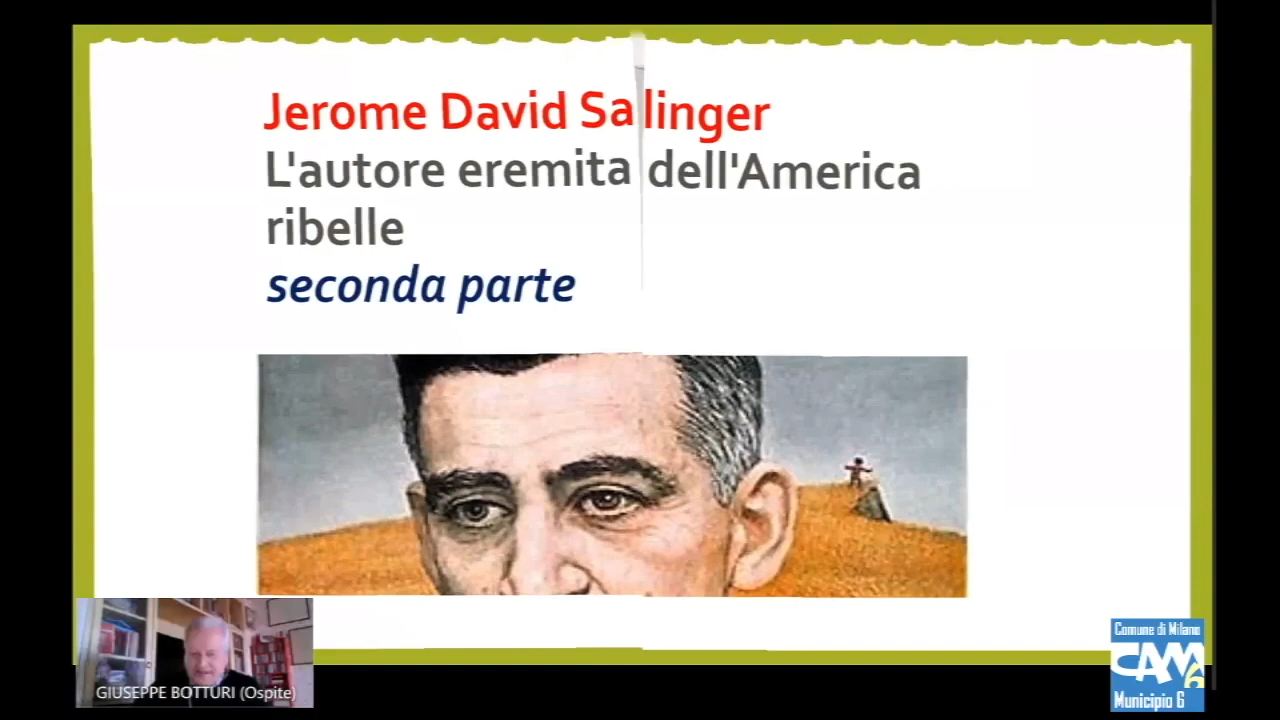 Jerome David Salinger
L'autore eremita dell'America
ribelle
seconda parte
GIUSEPPE BOTTURI (Ospite)
Comune di Milano
CAM
6
Municipio 6